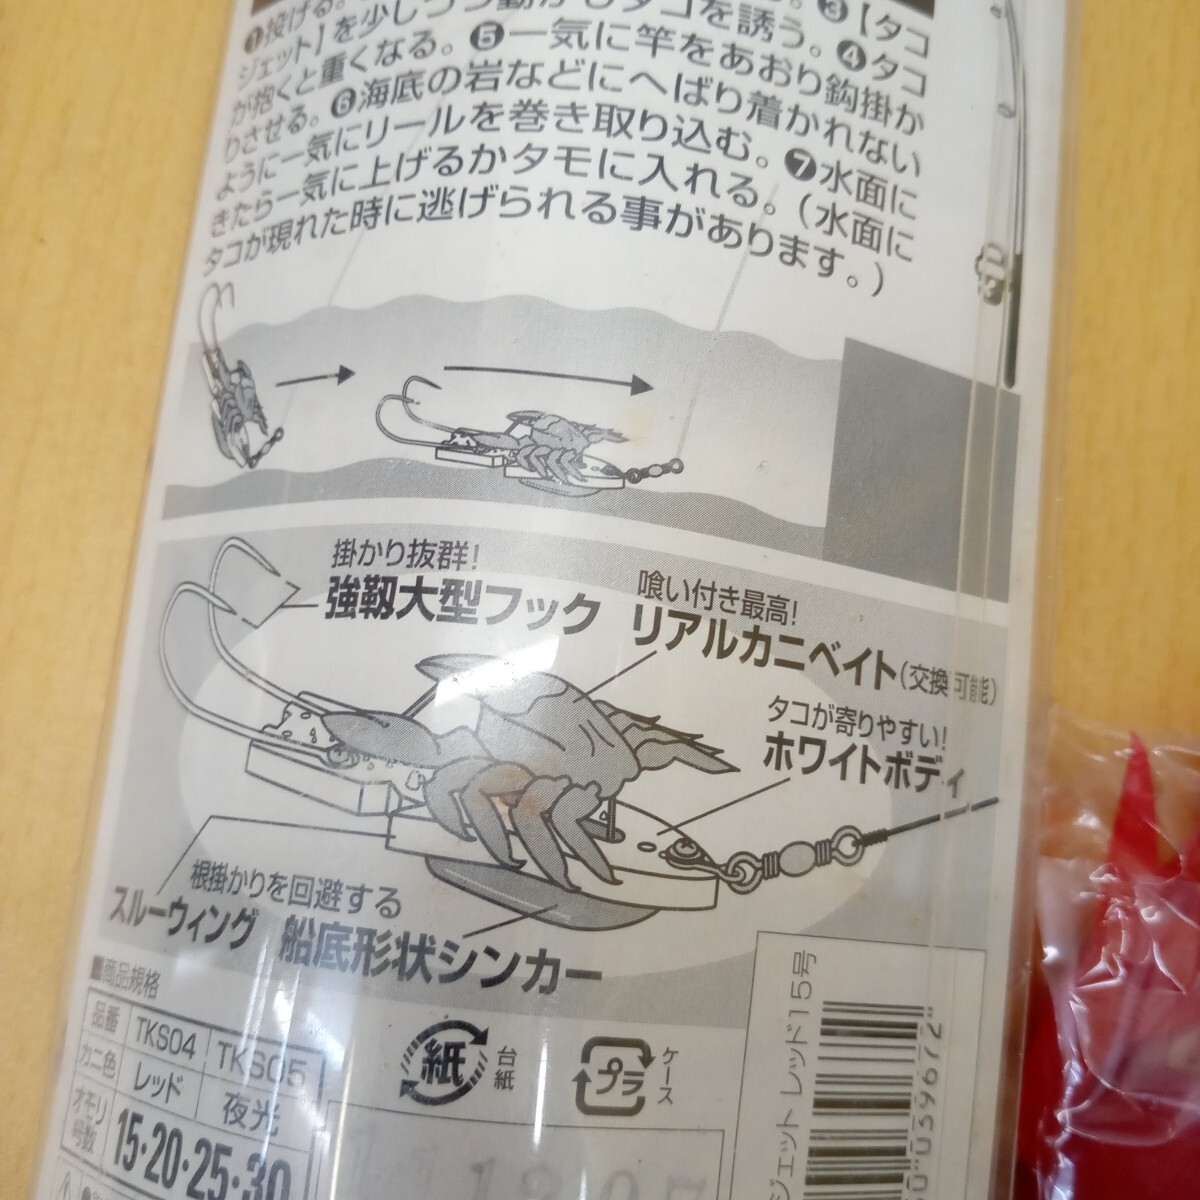 ❶投げる。
を少しずつ動かしタコを誘う。❸【タコ
ジェット】
が抱くと重くなる。❺一気に竿をあおり鈎掛か
❹タコ
りさせる。❻海底の岩などにへばり着かれない
ように一気にリールを巻き取り込む。❼水面に
きたら一気に上げるかタモに入れる。(水面に
タコが現れた時に逃げられる事があります。)
掛かり抜群!
強靱大型フック
喰い付き最高!
リアルカニベイト(交換可能)
タコが寄りやすい!
ホワイトボディ
根掛かりを回避する
スルーウィング 船底形状シンカー
■商品規格
品番 TKS04 TKS05
カニ色 レッド 夜光
オモリ号数 15・20・25・30
紙 台紙
プラ ケース
ジェット レッド15号
0"039672"